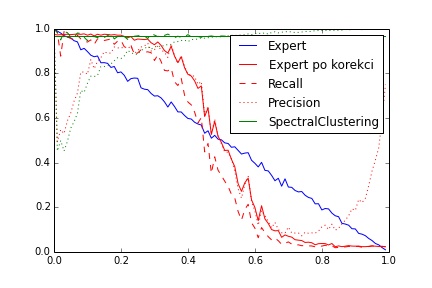 1.0
0.8
0.6
0.4
0.2
0.0
0.0 0.2 0.4 0.6 0.8 1.0
Expert
Expert po korekci
Recall
Precision
SpectralClustering